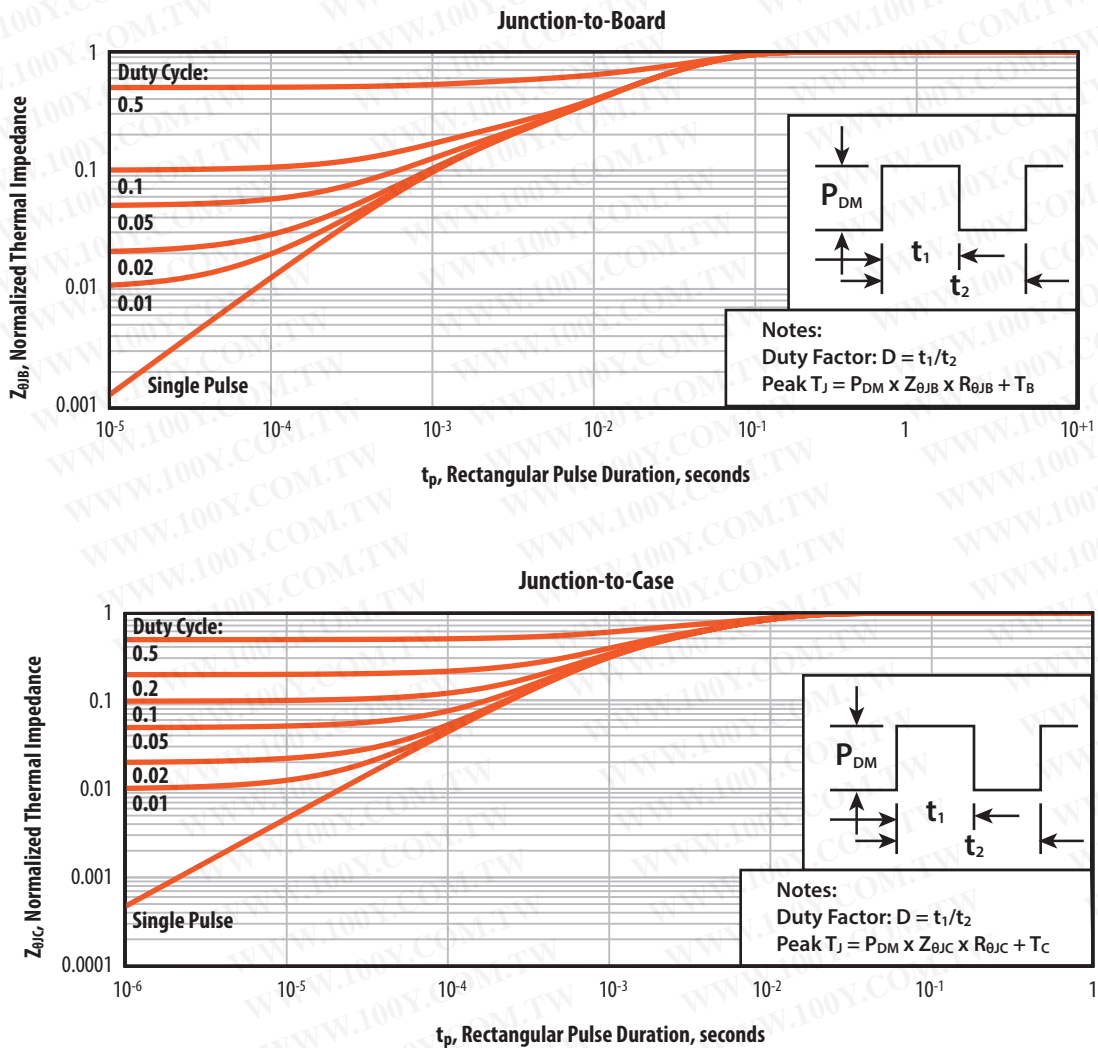 Junction-to-Board
Z_θJB, Normalized Thermal Impedance
1
0.1
0.01
0.001
Duty Cycle:
0.5
0.1
0.05
0.02
0.01
Single Pulse
P_DM
t₁
t₂
Notes:
Duty Factor: D = t₁/t₂
Peak T_J = P_DM x Z_θJB x R_θJB + T_B
10⁻⁵ 10⁻⁴ 10⁻³ 10⁻² 10⁻¹ 1 10⁺¹
t_p, Rectangular Pulse Duration, seconds
Junction-to-Case
Z_θJC, Normalized Thermal Impedance
1
0.1
0.01
0.001
0.0001
Duty Cycle:
0.5
0.2
0.1
0.05
0.02
0.01
Single Pulse
P_DM
t₁
t₂
Notes:
Duty Factor: D = t₁/t₂
Peak T_J = P_DM x Z_θJC x R_θJC + T_C
10⁻⁶ 10⁻⁵ 10⁻⁴ 10⁻³ 10⁻² 10⁻¹ 1
t_p, Rectangular Pulse Duration, seconds
WWW.100Y.COM.TW